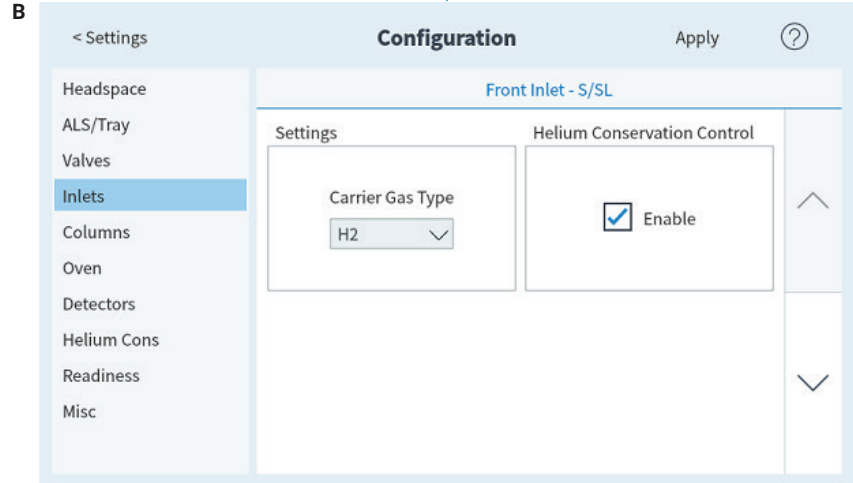 B
< Settings
Configuration
Apply
?
Headspace
ALS/Tray
Valves
Inlets
Columns
Oven
Detectors
Helium Cons
Readiness
Misc
Front Inlet - S/SL
Settings
Carrier Gas Type
H2
Helium Conservation Control
Enable